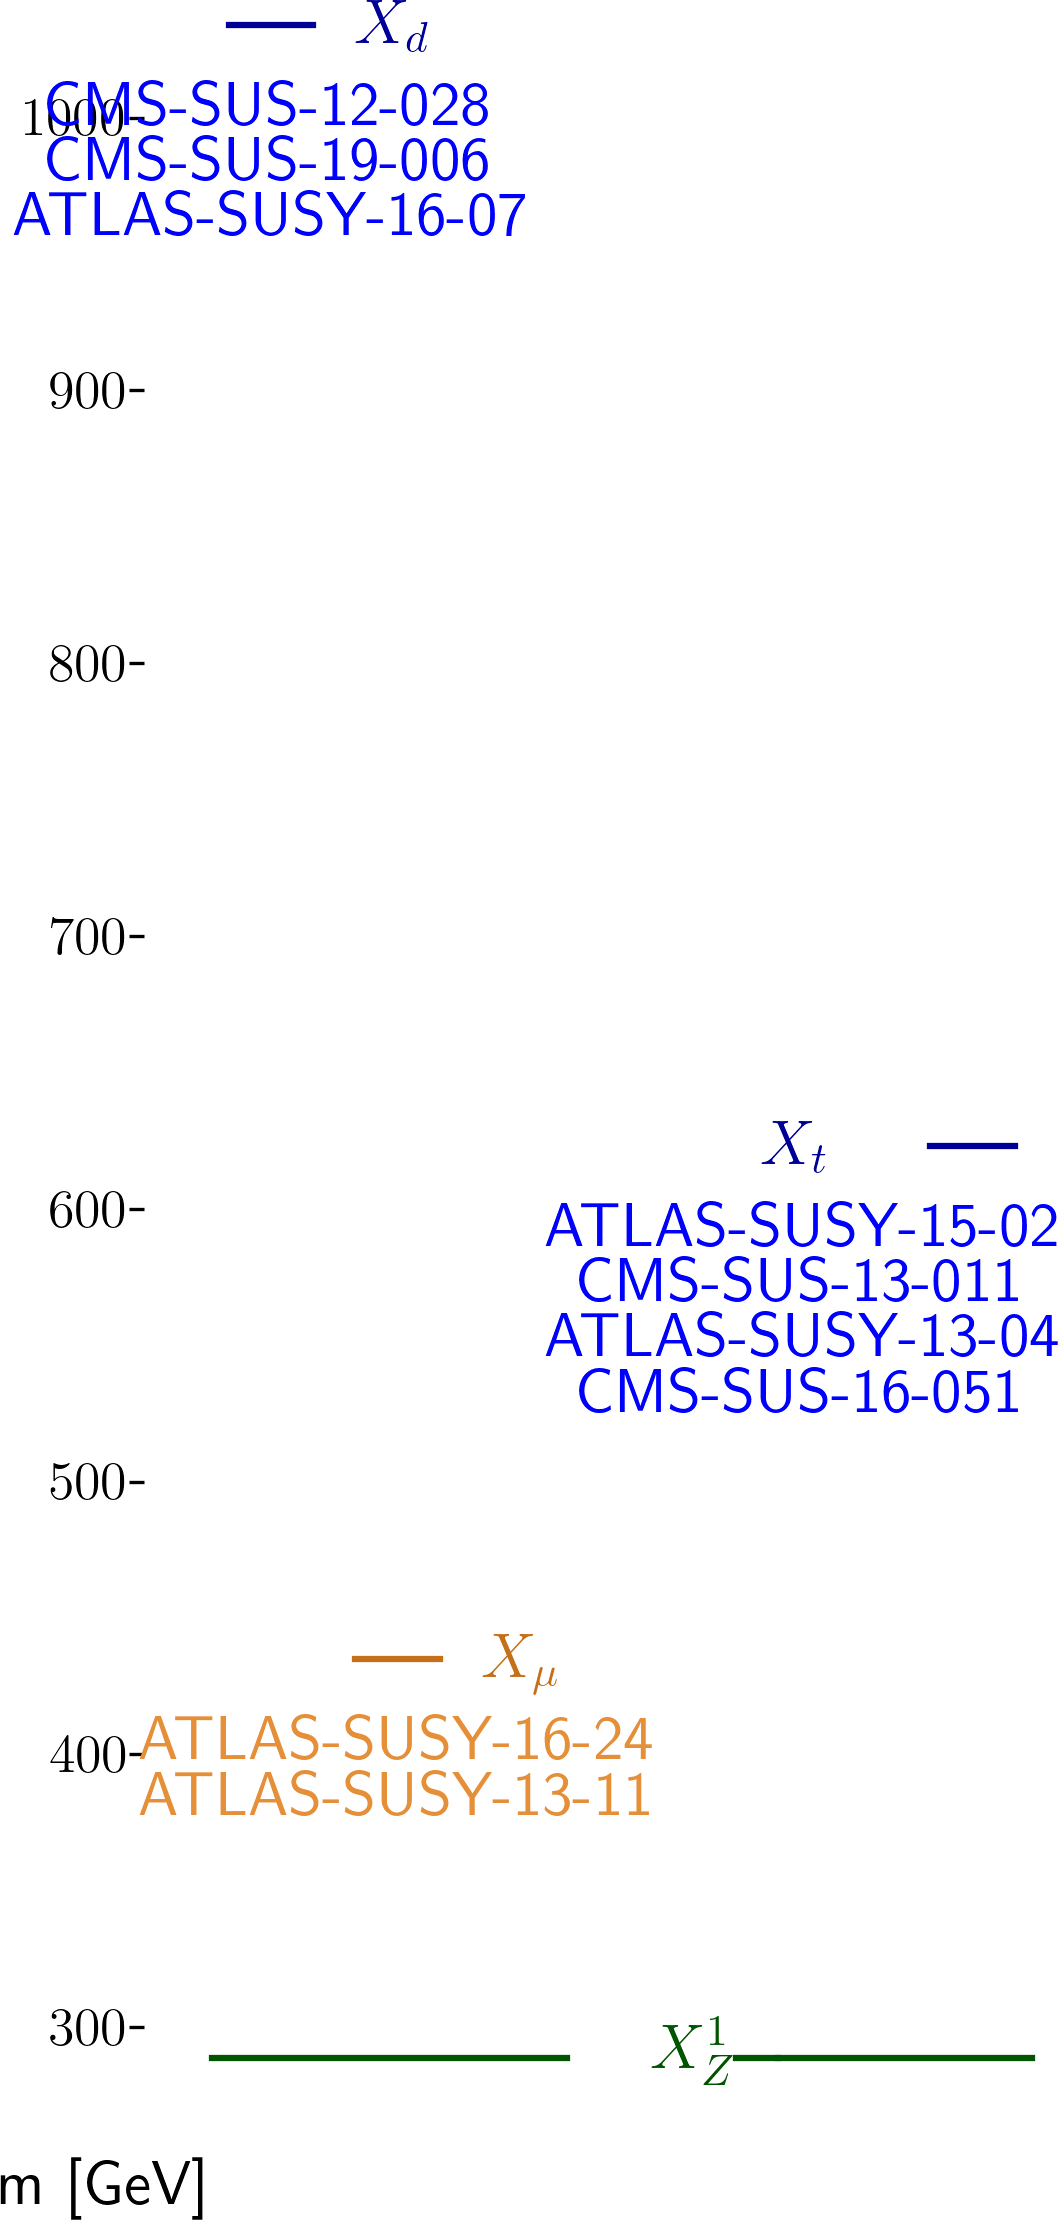 X_d
1000-
CMS-SUS-12-028
CMS-SUS-19-006
ATLAS-SUSY-16-07
900-
800-
700-
X_t
600-
ATLAS-SUSY-15-02
CMS-SUS-13-011
ATLAS-SUSY-13-04
CMS-SUS-16-051
500-
X_μ
400-
ATLAS-SUSY-16-24
ATLAS-SUSY-13-11
300-
X_Z^1
m [GeV]